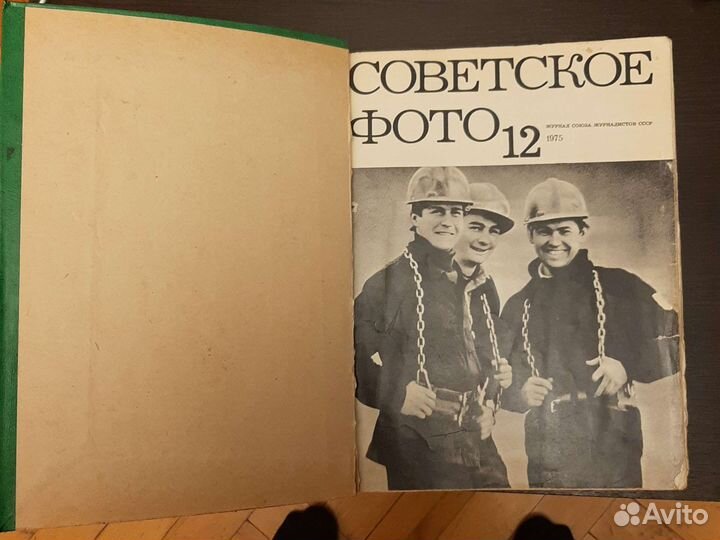 СОВЕТСКОЕ
ФОТО 12
ЖУРНАЛ СОЮЗА ЖУРНАЛИСТОВ СССР
1975
Avito